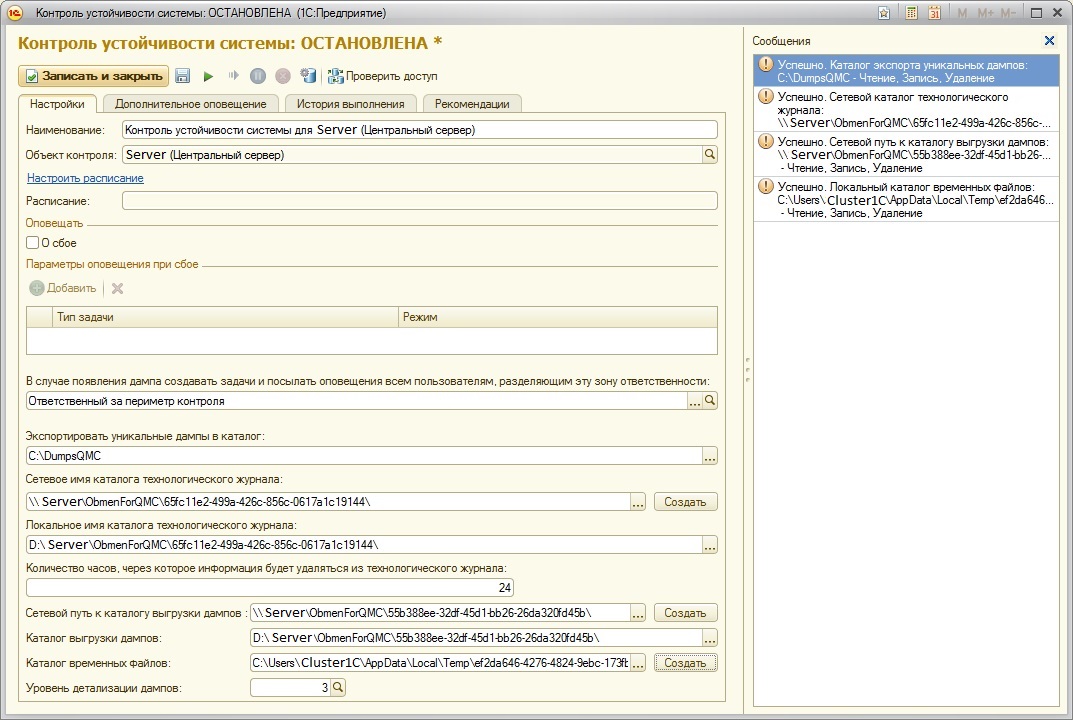 Контроль устойчивости системы: ОСТАНОВЛЕНА (1С:Предприятие)
M M+ M-
Контроль устойчивости системы: ОСТАНОВЛЕНА *
Записать и закрыть
Проверить доступ
Настройки
Дополнительное оповещение
История выполнения
Рекомендации
Наименование:
Контроль устойчивости системы для Server (Центральный сервер)
Объект контроля:
Server (Центральный сервер)
Настроить расписание
Расписание:
Оповещать
О сбое
Параметры оповещения при сбое
Добавить
Тип задачи
Режим
В случае появления дампа создавать задачи и посылать оповещения всем пользователям, разделяющим эту зону ответственности:
Ответственный за периметр контроля
Экспортировать уникальные дампы в каталог:
C:\DumpsQMC
Сетевое имя каталога технологического журнала:
\\ Server\ObmenForQMC\65fc11e2-499a-426c-856c-0617a1c19144\
Создать
Локальное имя каталога технологического журнала:
D:\ Server\ObmenForQMC\65fc11e2-499a-426c-856c-0617a1c19144\
Количество часов, через которое информация будет удаляться из технологического журнала:
24
Сетевой путь к каталогу выгрузки дампов :
\\ Server\ObmenForQMC\55b388ee-32df-45d1-bb26-26da320fd45b\
Создать
Каталог выгрузки дампов:
D:\ Server\ObmenForQMC\55b388ee-32df-45d1-bb26-26da320fd45b\
Каталог временных файлов:
C:\Users\Cluster1C\AppData\Local\Temp\ef2da646-4276-4824-9ebc-173fb
Создать
Уровень детализации дампов:
3
Сообщения
Успешно. Каталог экспорта уникальных дампов:
C:\DumpsQMC - Чтение, Запись, Удаление
Успешно. Сетевой каталог технологического
журнала:
\\ Server\ObmenForQMC\65fc11e2-499a-426c-856c-...
Успешно. Сетевой путь к каталогу выгрузки дампов:
\\ Server\ObmenForQMC\55b388ee-32df-45d1-bb26-...
- Чтение, Запись, Удаление
Успешно. Локальный каталог временных файлов:
C:\Users\Cluster1C\AppData\Local\Temp\ef2da646...
- Чтение, Запись, Удаление